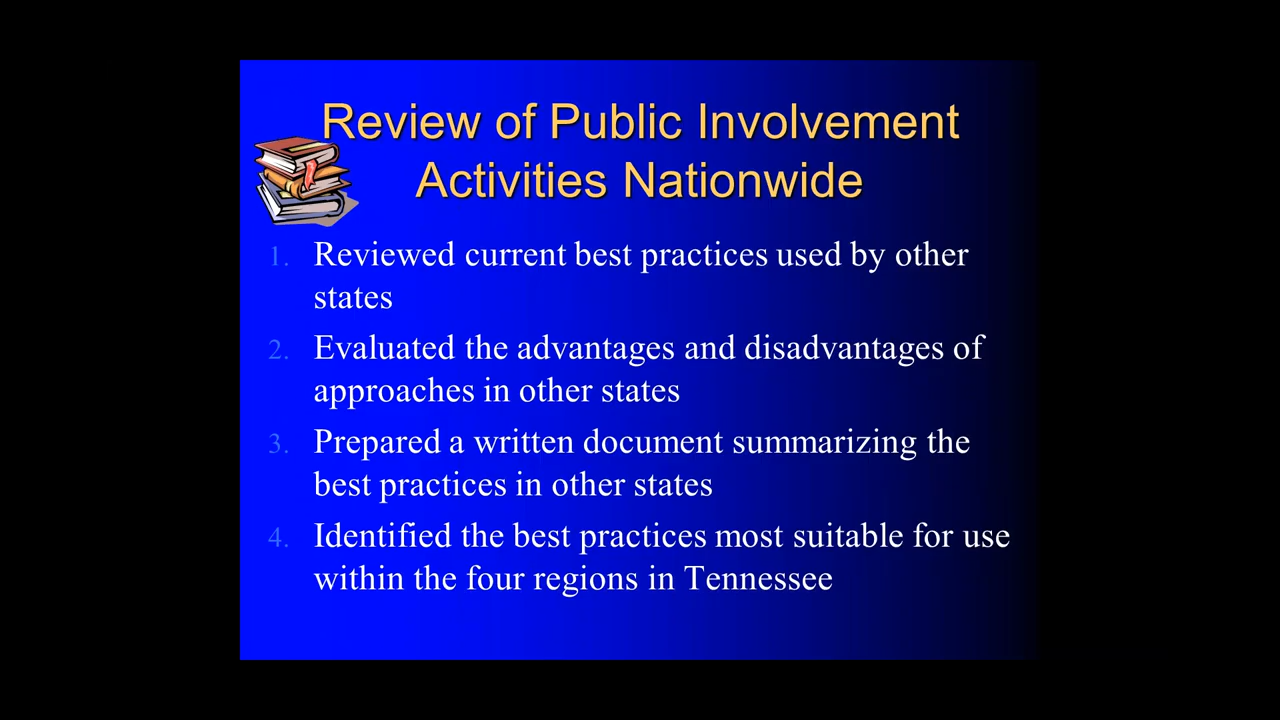 Review of Public Involvement
Activities Nationwide
1. Reviewed current best practices used by other
states
2. Evaluated the advantages and disadvantages of
approaches in other states
3. Prepared a written document summarizing the
best practices in other states
4. Identified the best practices most suitable for use
within the four regions in Tennessee